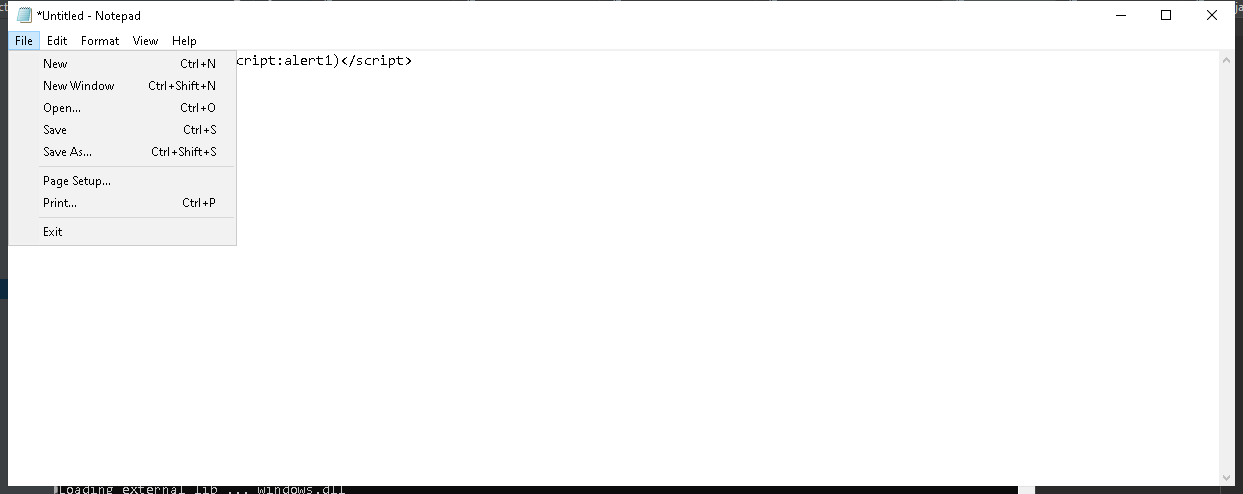 *Untitled - Notepad
File Edit Format View Help
cript:alert1)</script>
New Ctrl+N
New Window Ctrl+Shift+N
Open... Ctrl+O
Save Ctrl+S
Save As... Ctrl+Shift+S
Page Setup...
Print... Ctrl+P
Exit
Loading external lib ... windows.dll